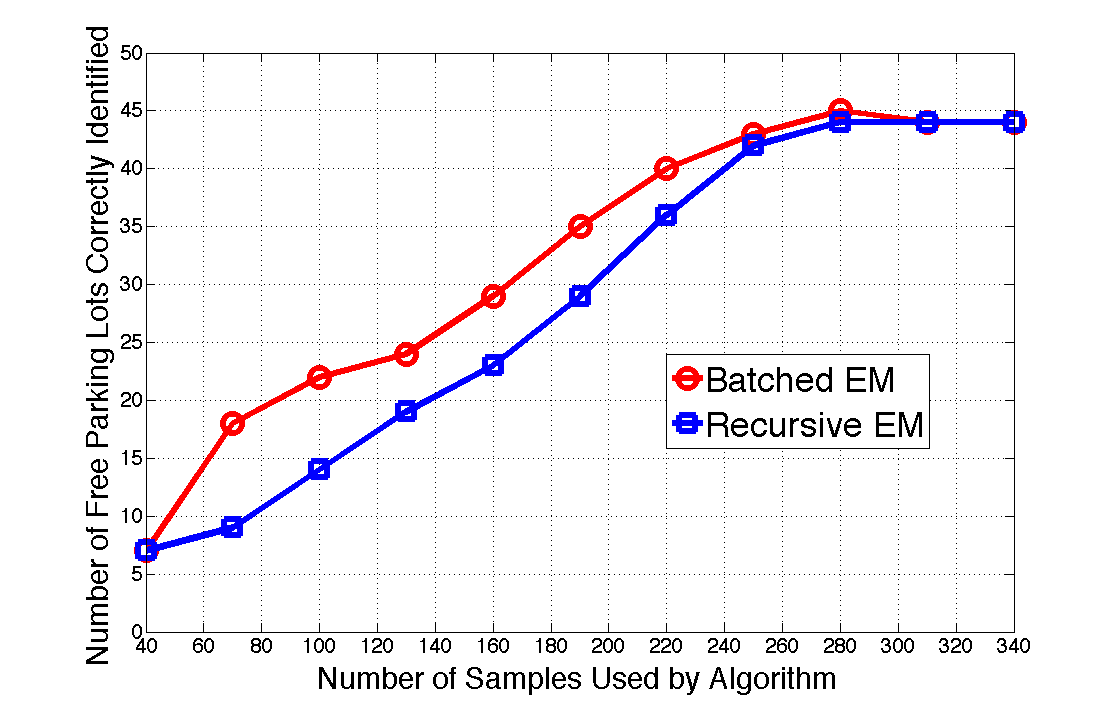 Number of Free Parking Lots Correctly Identified
50
45
40
35
30
25
20
15
10
5
0
40 60 80 100 120 140 160 180 200 220 240 260 280 300 320 340
Number of Samples Used by Algorithm
Batched EM
Recursive EM